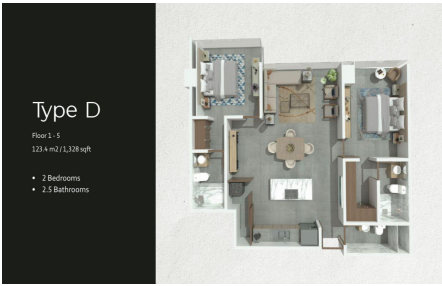 Type D
Floor 1 - 5
123.4 m2 / 1,328 sqft
• 2 Bedrooms
• 2.5 Bathrooms